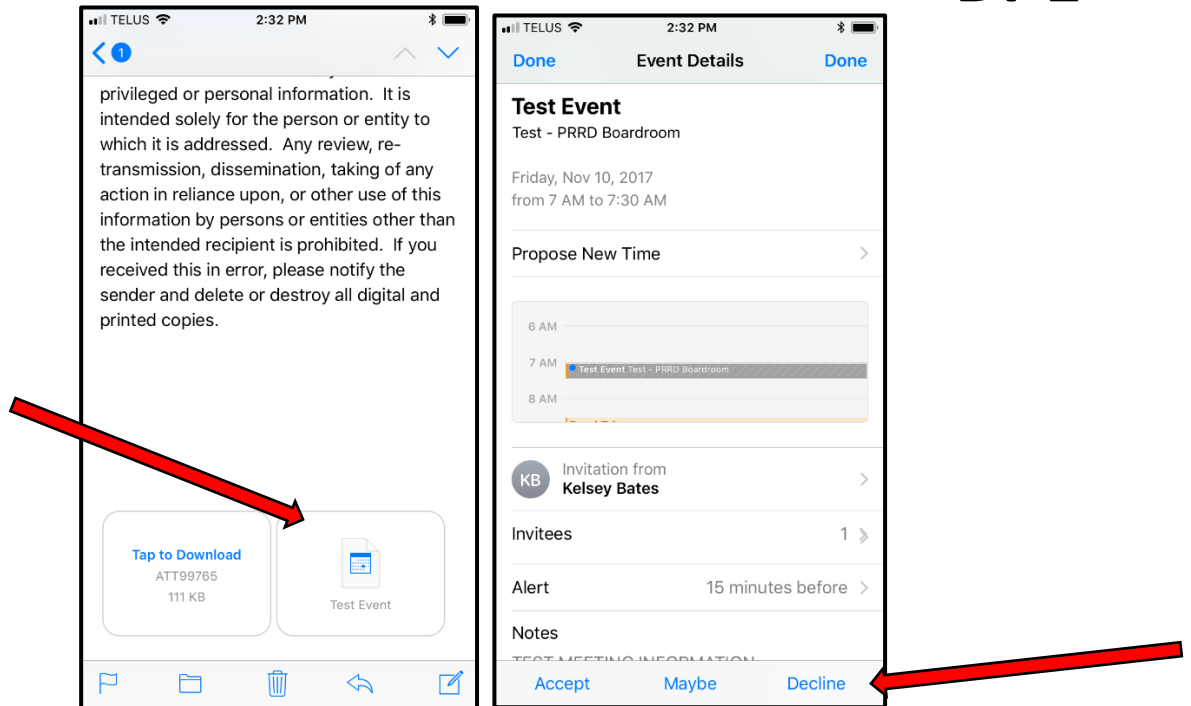 TELUS 2:32 PM
1
privileged or personal information. It is
intended solely for the person or entity to
which it is addressed. Any review, re-
transmission, dissemination, taking of any
action in reliance upon, or other use of this
information by persons or entities other than
the intended recipient is prohibited. If you
received this in error, please notify the
sender and delete or destroy all digital and
printed copies.
Tap to Download
ATT99765
111 KB
Test Event
TELUS 2:32 PM
Done Event Details Done
Test Event
Test - PRRD Boardroom
Friday, Nov 10, 2017
from 7 AM to 7:30 AM
Propose New Time
6 AM
7 AM
Test Event Test - PRRD Boardroom
8 AM
KB
Invitation from
Kelsey Bates
Invitees 1
Alert 15 minutes before
Notes
TEST MEETING INFORMATION-
Accept Maybe Decline